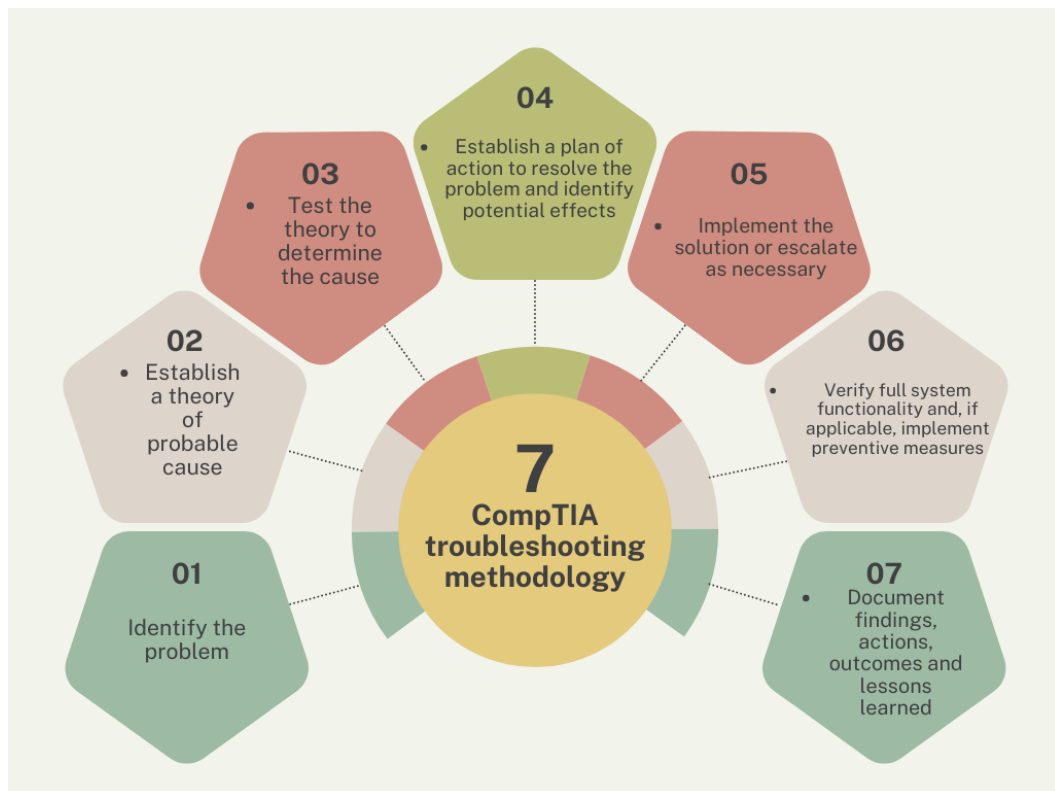 01
Identify the
problem
02
• Establish
a theory
of
probable
cause
03
• Test the
theory to
determine
the cause
04
• Establish a plan of
action to resolve the
problem and identify
potential effects
05
• Implement the
solution or escalate
as necessary
06
• Verify full system
functionality and, if
applicable, implement
preventive measures
07
• Document
findings,
actions,
outcomes and
lessons
learned
7
CompTIA
troubleshooting
methodology